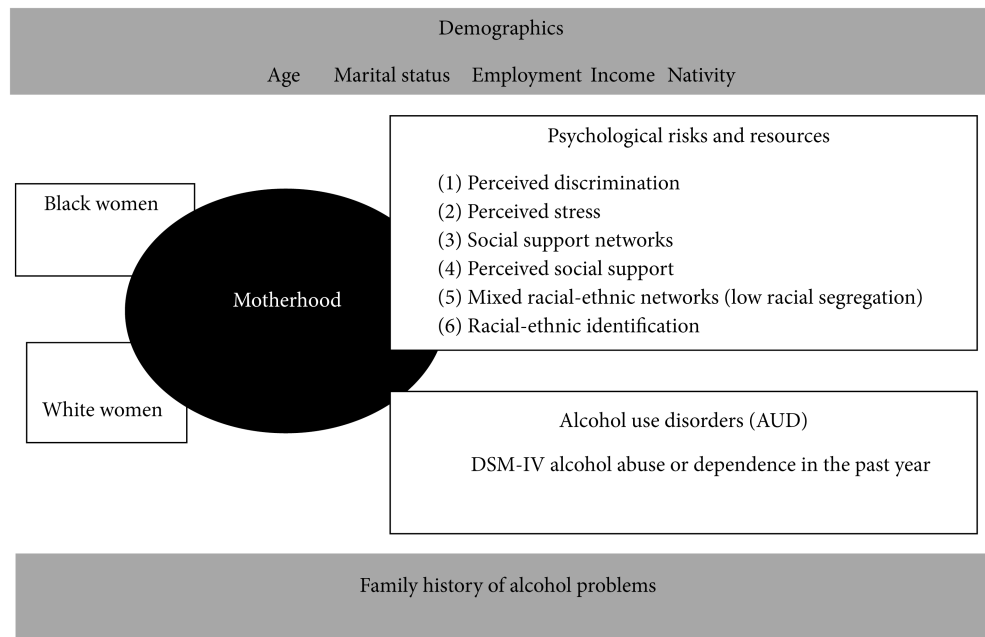 Demographics
Age Marital status Employment Income Nativity
Psychological risks and resources
(1) Perceived discrimination
(2) Perceived stress
(3) Social support networks
(4) Perceived social support
(5) Mixed racial-ethnic networks (low racial segregation)
(6) Racial-ethnic identification
Black women
Motherhood
White women
Alcohol use disorders (AUD)
DSM-IV alcohol abuse or dependence in the past year
Family history of alcohol problems